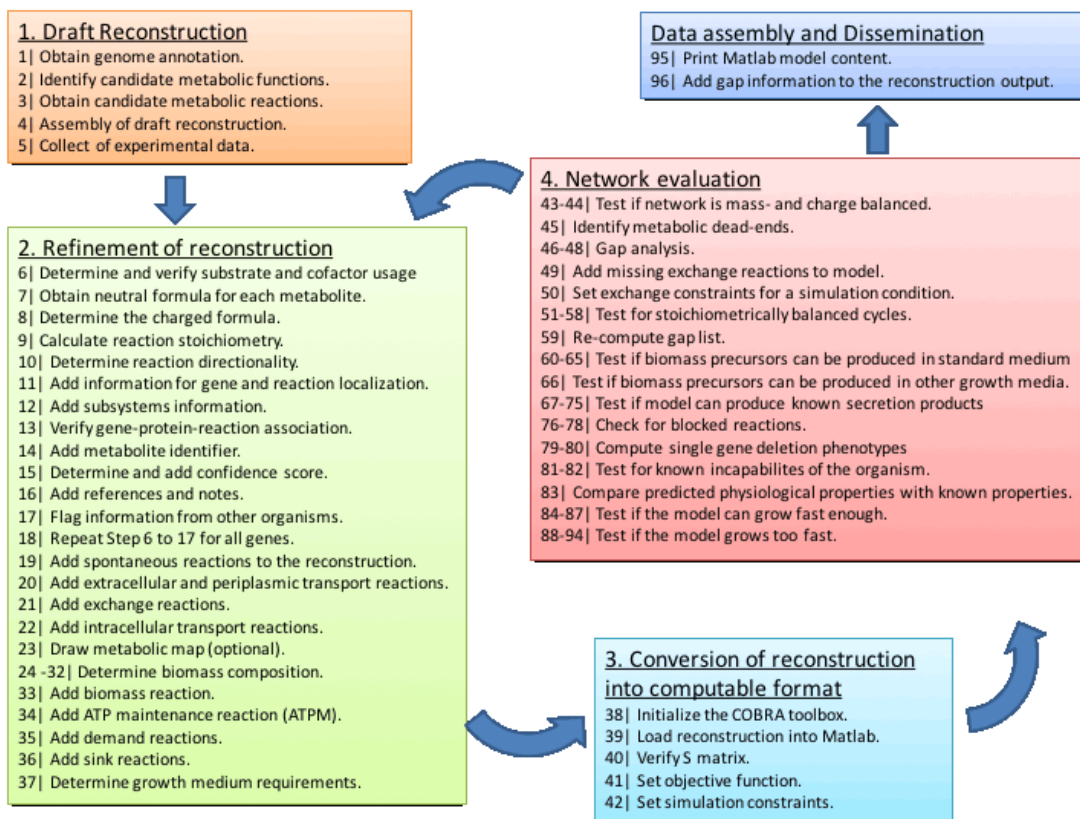 1. Draft Reconstruction
1| Obtain genome annotation.
2| Identify candidate metabolic functions.
3| Obtain candidate metabolic reactions.
4| Assembly of draft reconstruction.
5| Collect of experimental data.
2. Refinement of reconstruction
6| Determine and verify substrate and cofactor usage
7| Obtain neutral formula for each metabolite.
8| Determine the charged formula.
9| Calculate reaction stoichiometry.
10| Determine reaction directionality.
11| Add information for gene and reaction localization.
12| Add subsystems information.
13| Verify gene-protein-reaction association.
14| Add metabolite identifier.
15| Determine and add confidence score.
16| Add references and notes.
17| Flag information from other organisms.
18| Repeat Step 6 to 17 for all genes.
19| Add spontaneous reactions to the reconstruction.
20| Add extracellular and periplasmic transport reactions.
21| Add exchange reactions.
22| Add intracellular transport reactions.
23| Draw metabolic map (optional).
24 -32| Determine biomass composition.
33| Add biomass reaction.
34| Add ATP maintenance reaction (ATPM).
35| Add demand reactions.
36| Add sink reactions.
37| Determine growth medium requirements.
3. Conversion of reconstruction
into computable format
38| Initialize the COBRA toolbox.
39| Load reconstruction into Matlab.
40| Verify S matrix.
41| Set objective function.
42| Set simulation constraints.
4. Network evaluation
43-44| Test if network is mass- and charge balanced.
45| Identify metabolic dead-ends.
46-48| Gap analysis.
49| Add missing exchange reactions to model.
50| Set exchange constraints for a simulation condition.
51-58| Test for stoichiometrically balanced cycles.
59| Re-compute gap list.
60-65| Test if biomass precursors can be produced in standard medium
66| Test if biomass precursors can be produced in other growth media.
67-75| Test if model can produce known secretion products
76-78| Check for blocked reactions.
79-80| Compute single gene deletion phenotypes
81-82| Test for known incapabilites of the organism.
83| Compare predicted physiological properties with known properties.
84-87| Test if the model can grow fast enough.
88-94| Test if the model grows too fast.
Data assembly and Dissemination
95| Print Matlab model content.
96| Add gap information to the reconstruction output.